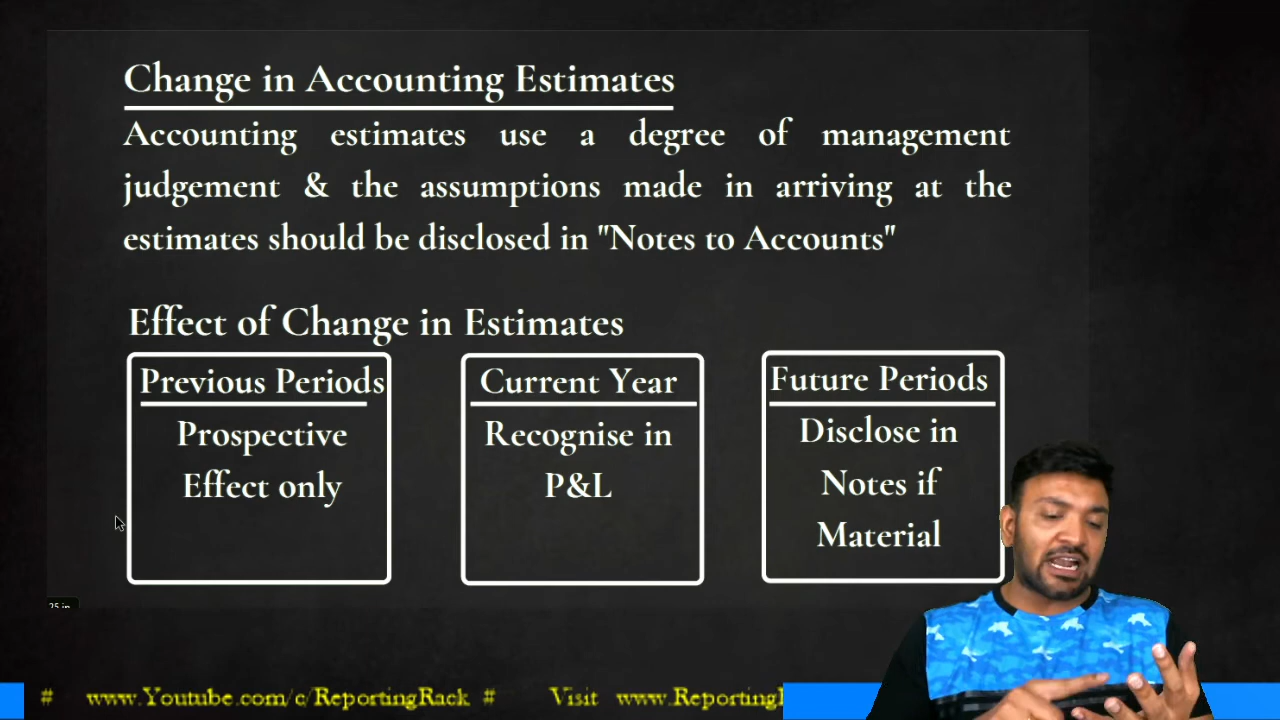 Change in Accounting Estimates
Accounting estimates use a degree of management
judgement & the assumptions made in arriving at the
estimates should be disclosed in "Notes to Accounts"
Effect of Change in Estimates
Previous Periods
Prospective
Effect only
Current Year
Recognise in
P&L
Future Periods
Disclose in
Notes if
Material
# www.Youtube.com/c/ReportingRack # Visit